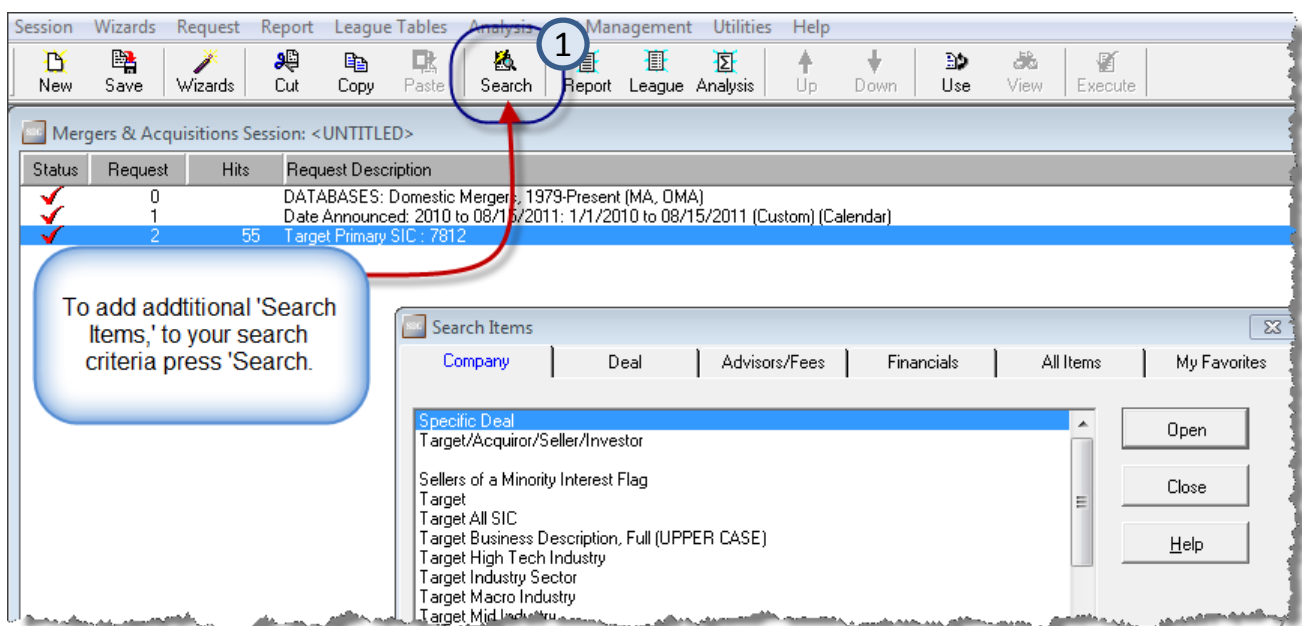 Session Wizards Request Report League Tables Analysis Management Utilities Help
1
New Save Wizards Cut Copy Paste Search Report League Analysis Up Down Use View Execute
Mergers & Acquisitions Session: <UNTITLED>
Status Request Hits Request Description
0 DATABASES: Domestic Mergers, 1979-Present (MA, OMA)
1 Date Announced: 2010 to 08/15/2011: 1/1/2010 to 08/15/2011 (Custom) (Calendar)
2 55 Target Primary SIC : 7812
To add addtitional 'Search
Items,' to your search
criteria press 'Search.
Search Items
Company Deal Advisors/Fees Financials All Items My Favorites
Specific Deal
Open
Target/Acquiror/Seller/Investor
Sellers of a Minority Interest Flag
Close
Target
Target All SIC
Target Business Description, Full (UPPER CASE)
Help
Target High Tech Industry
Target Industry Sector
Target Macro Industry
Target Mid Industry